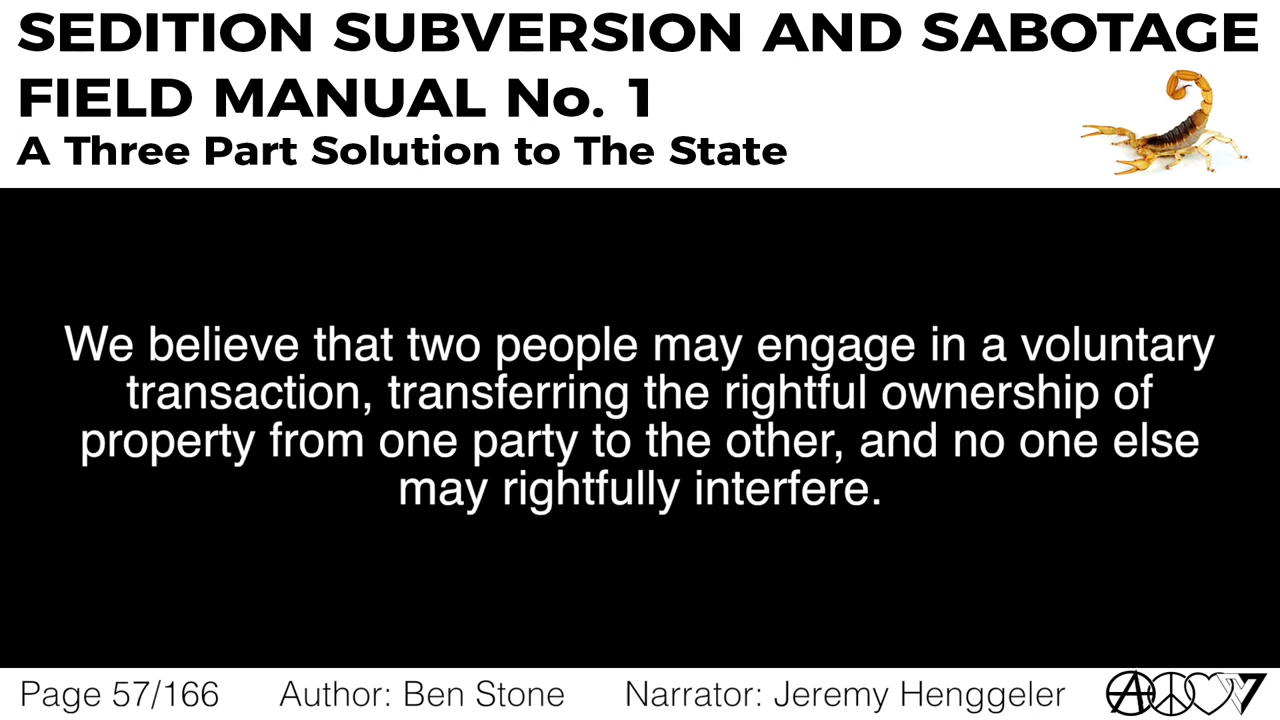 SEDITION SUBVERSION AND SABOTAGE
FIELD MANUAL No. 1
A Three Part Solution to The State
We believe that two people may engage in a voluntary
transaction, transferring the rightful ownership of
property from one party to the other, and no one else
may rightfully interfere.
Page 57/166 Author: Ben Stone Narrator: Jeremy Henggeler